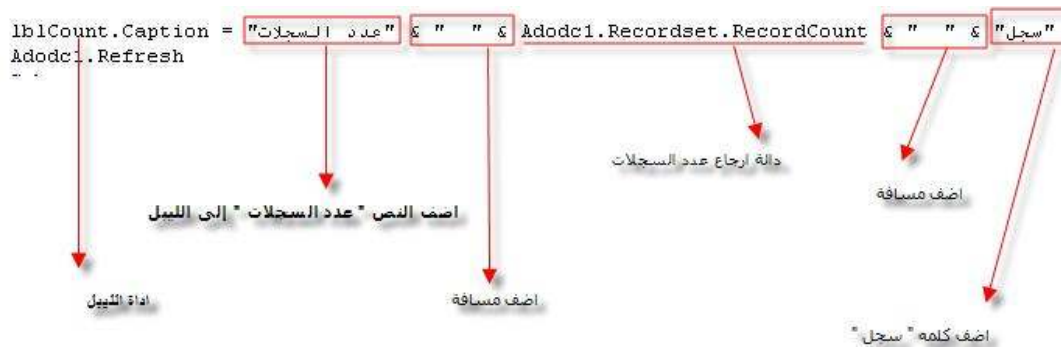 lblCount.Caption = "عدد السجلات" & " " & Adodc1.Recordset.RecordCount & " " & "سجل"
Adodc1.Refresh
دالة ارجاع عدد السجلات
اضف مسافة
اضف النص " عدد السجلات " إلى الليبل
اداة الليبل
اضف مسافة
اضف كلمه " سجل "